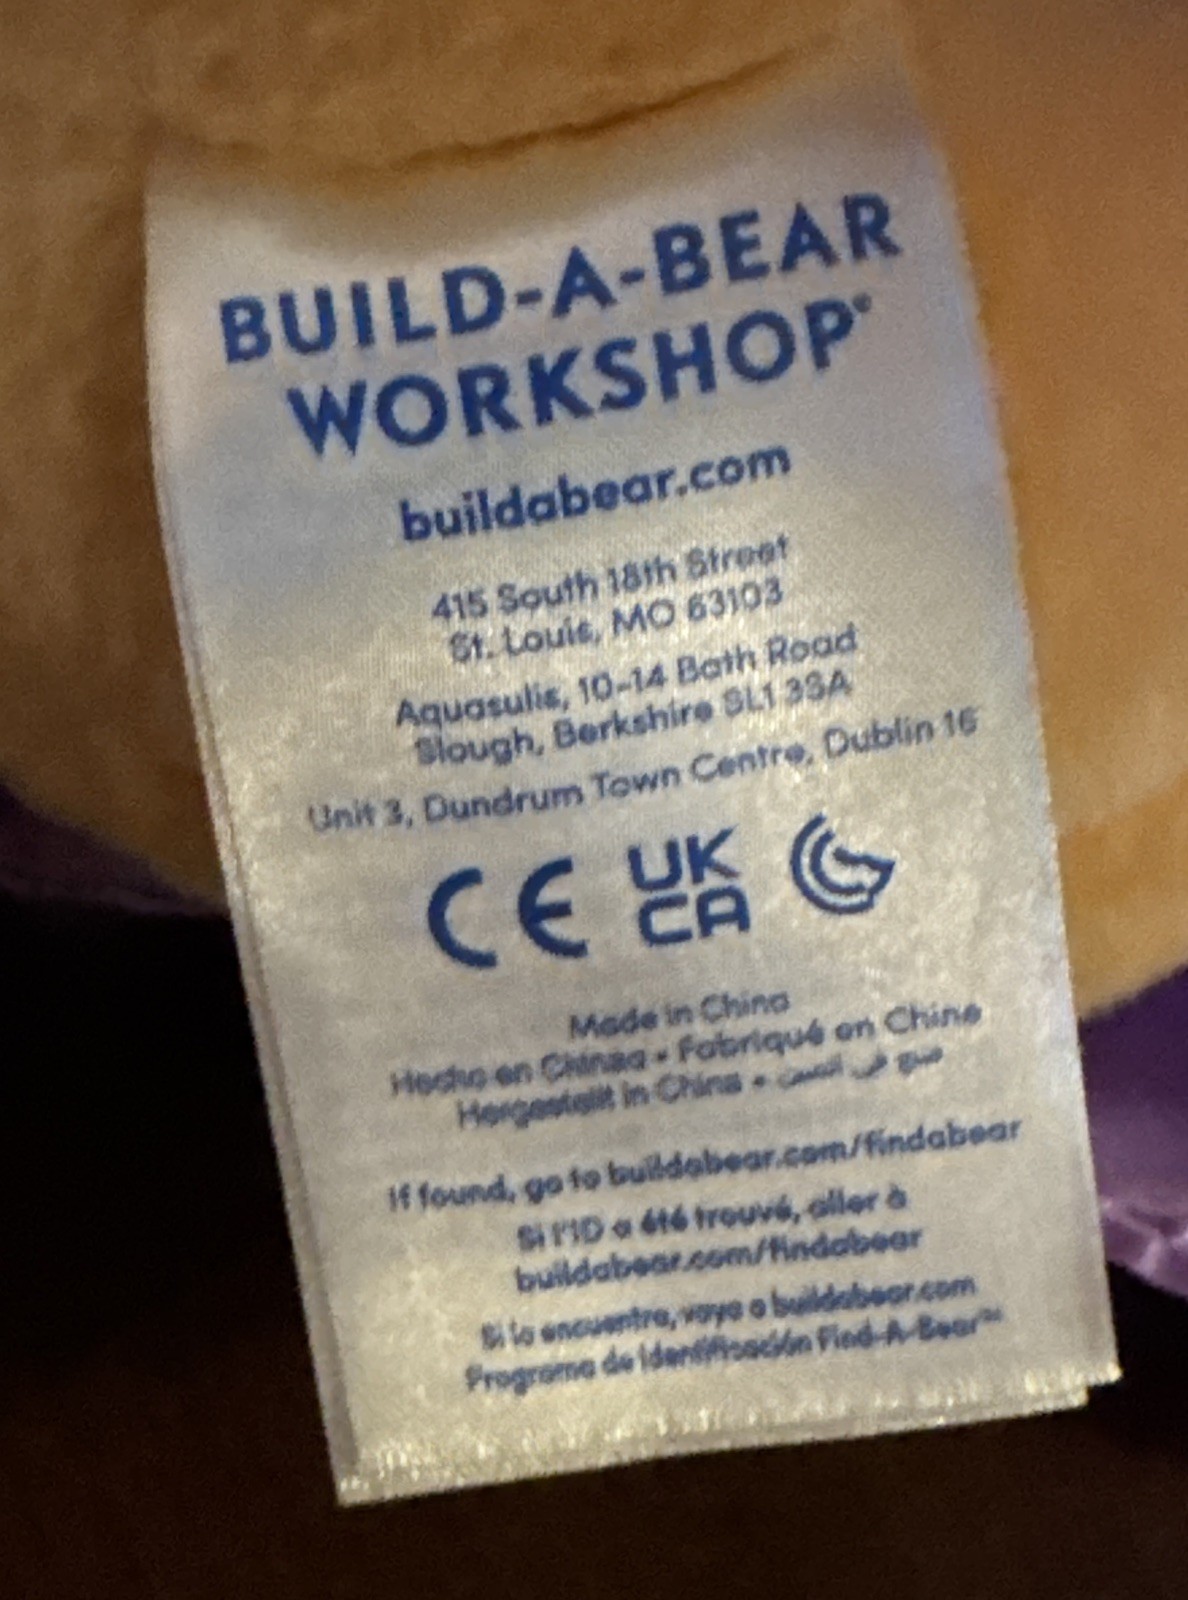 BUILD-A-BEAR
WORKSHOP®
buildabear.com
415 South 18th Street
St. Louis, MO 63103
Aquasulis, 10-14 Bath Road
Slough, Berkshire SL1 3SA
Unit 3, Dundrum Town Centre, Dublin 16
CE UK CA
Made in China
Hecho en Chinaa • Fabriqué en Chine
Hergestellt in China • صنع في الصين
If found, go to buildabear.com/findabear
Si l'ID a été trouvé, aller à
buildabear.com/findabear
Si lo encuentra, vaya a buildabear.com
Programa de Identificación Find-A-Bear™